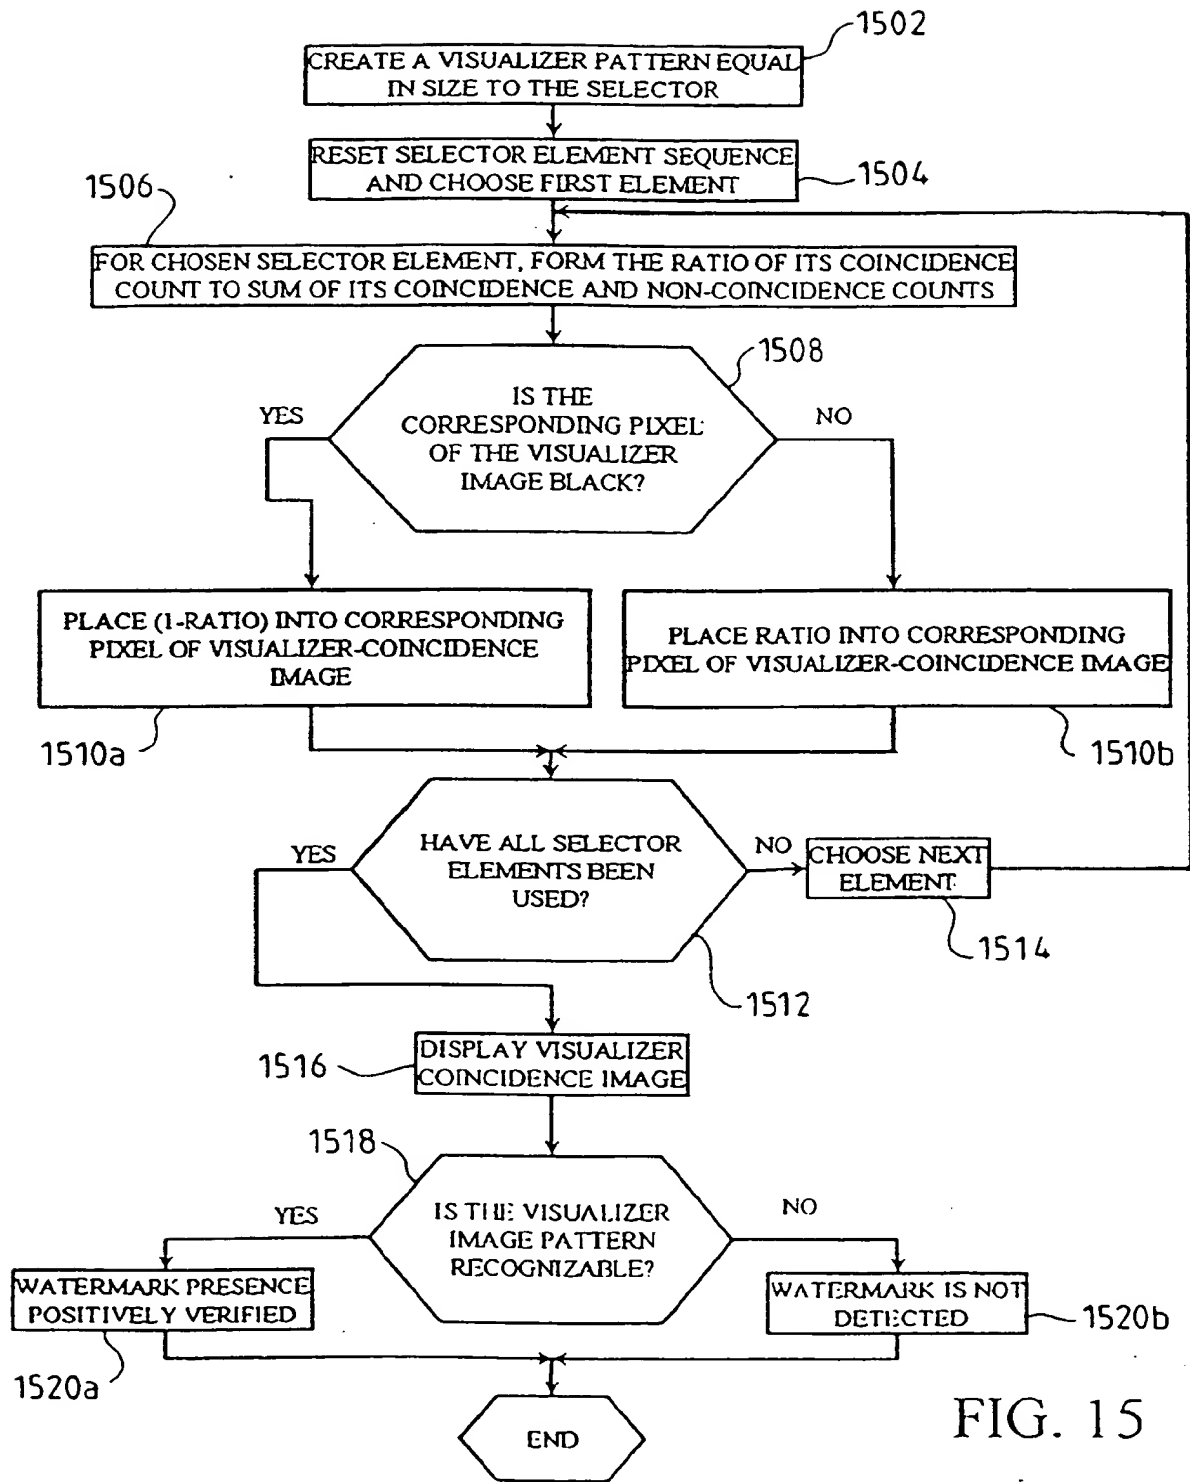 1502
CREATE A VISUALIZER PATTERN EQUAL
IN SIZE TO THE SELECTOR
RESET SELECTOR ELEMENT SEQUENCE
AND CHOOSE FIRST ELEMENT
1504
1506
FOR CHOSEN SELECTOR ELEMENT, FORM THE RATIO OF ITS COINCIDENCE
COUNT TO SUM OF ITS COINCIDENCE AND NON-COINCIDENCE COUNTS
1508
IS THE
CORRESPONDING PIXEL
OF THE VISUALIZER
IMAGE BLACK?
YES
NO
PLACE (1-RATIO) INTO CORRESPONDING
PIXEL OF VISUALIZER-COINCIDENCE
IMAGE
PLACE RATIO INTO CORRESPONDING
PIXEL OF VISUALIZER-COINCIDENCE IMAGE
1510a
1510b
YES
HAVE ALL SELECTOR
ELEMENTS BEEN
USED?
NO
CHOOSE NEXT
ELEMENT
1514
1512
1516
DISPLAY VISUALIZER
COINCIDENCE IMAGE
1518
YES
IS THE VISUALIZER
IMAGE PATTERN
RECOGNIZABLE?
NO
WATERMARK PRESENCE
POSITIVELY VERIFIED
WATERMARK IS NOT
DETECTED
1520b
1520a
END
FIG. 15